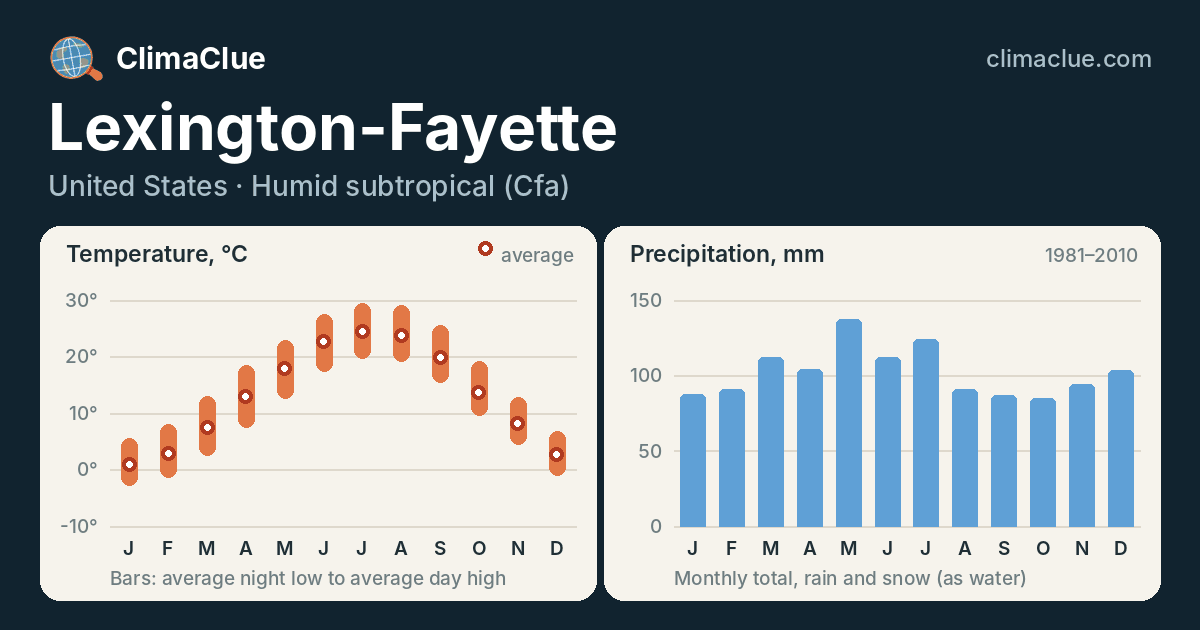 ClimaClue
climaclue.com
Lexington-Fayette
United States · Humid subtropical (Cfa)
Temperature, °C
average
30°
20°
10°
0°
-10°
J F M A M J J A S O N D
Bars: average night low to average day high
Precipitation, mm
1981–2010
150
100
50
0
J F M A M J J A S O N D
Monthly total, rain and snow (as water)